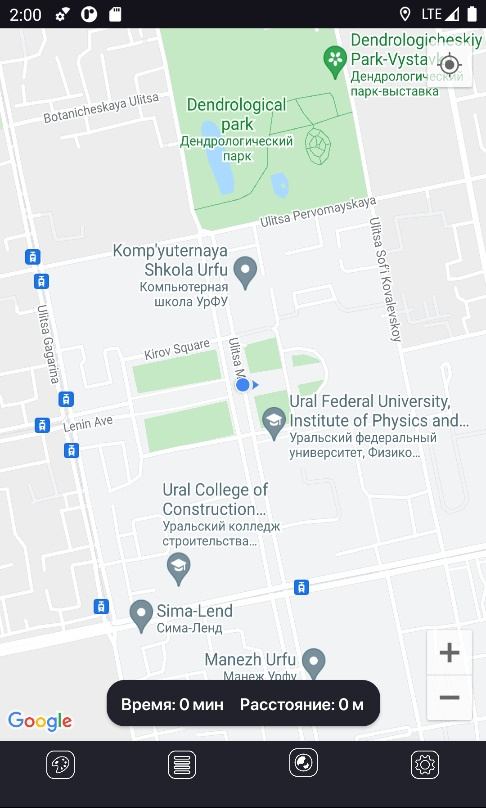 2:00
LTE
Dendrologicheskiy
Park-Vystav
Дендрологический
парк-выставка
Botanicheskaya Ulitsa
Dendrological
park
Дендрологический
парк
Ulitsa Pervomayskaya
Ulitsa Sof'i Kovalevskoy
Komp'yuternaya
Shkola Urfu
Компьютерная
школа УрФУ
Ulitsa Gagarina
Kirov Square
Ulitsa M
Lenin Ave
Ural Federal University,
Institute of Physics and...
Уральский федеральный
университет, Физико...
Ural College of
Construction...
Уральский колледж
строительства...
Sima-Lend
Сима-Ленд
Manezh Urfu
Манеж Урфу
Время: 0 мин Расстояние: 0 м
Google